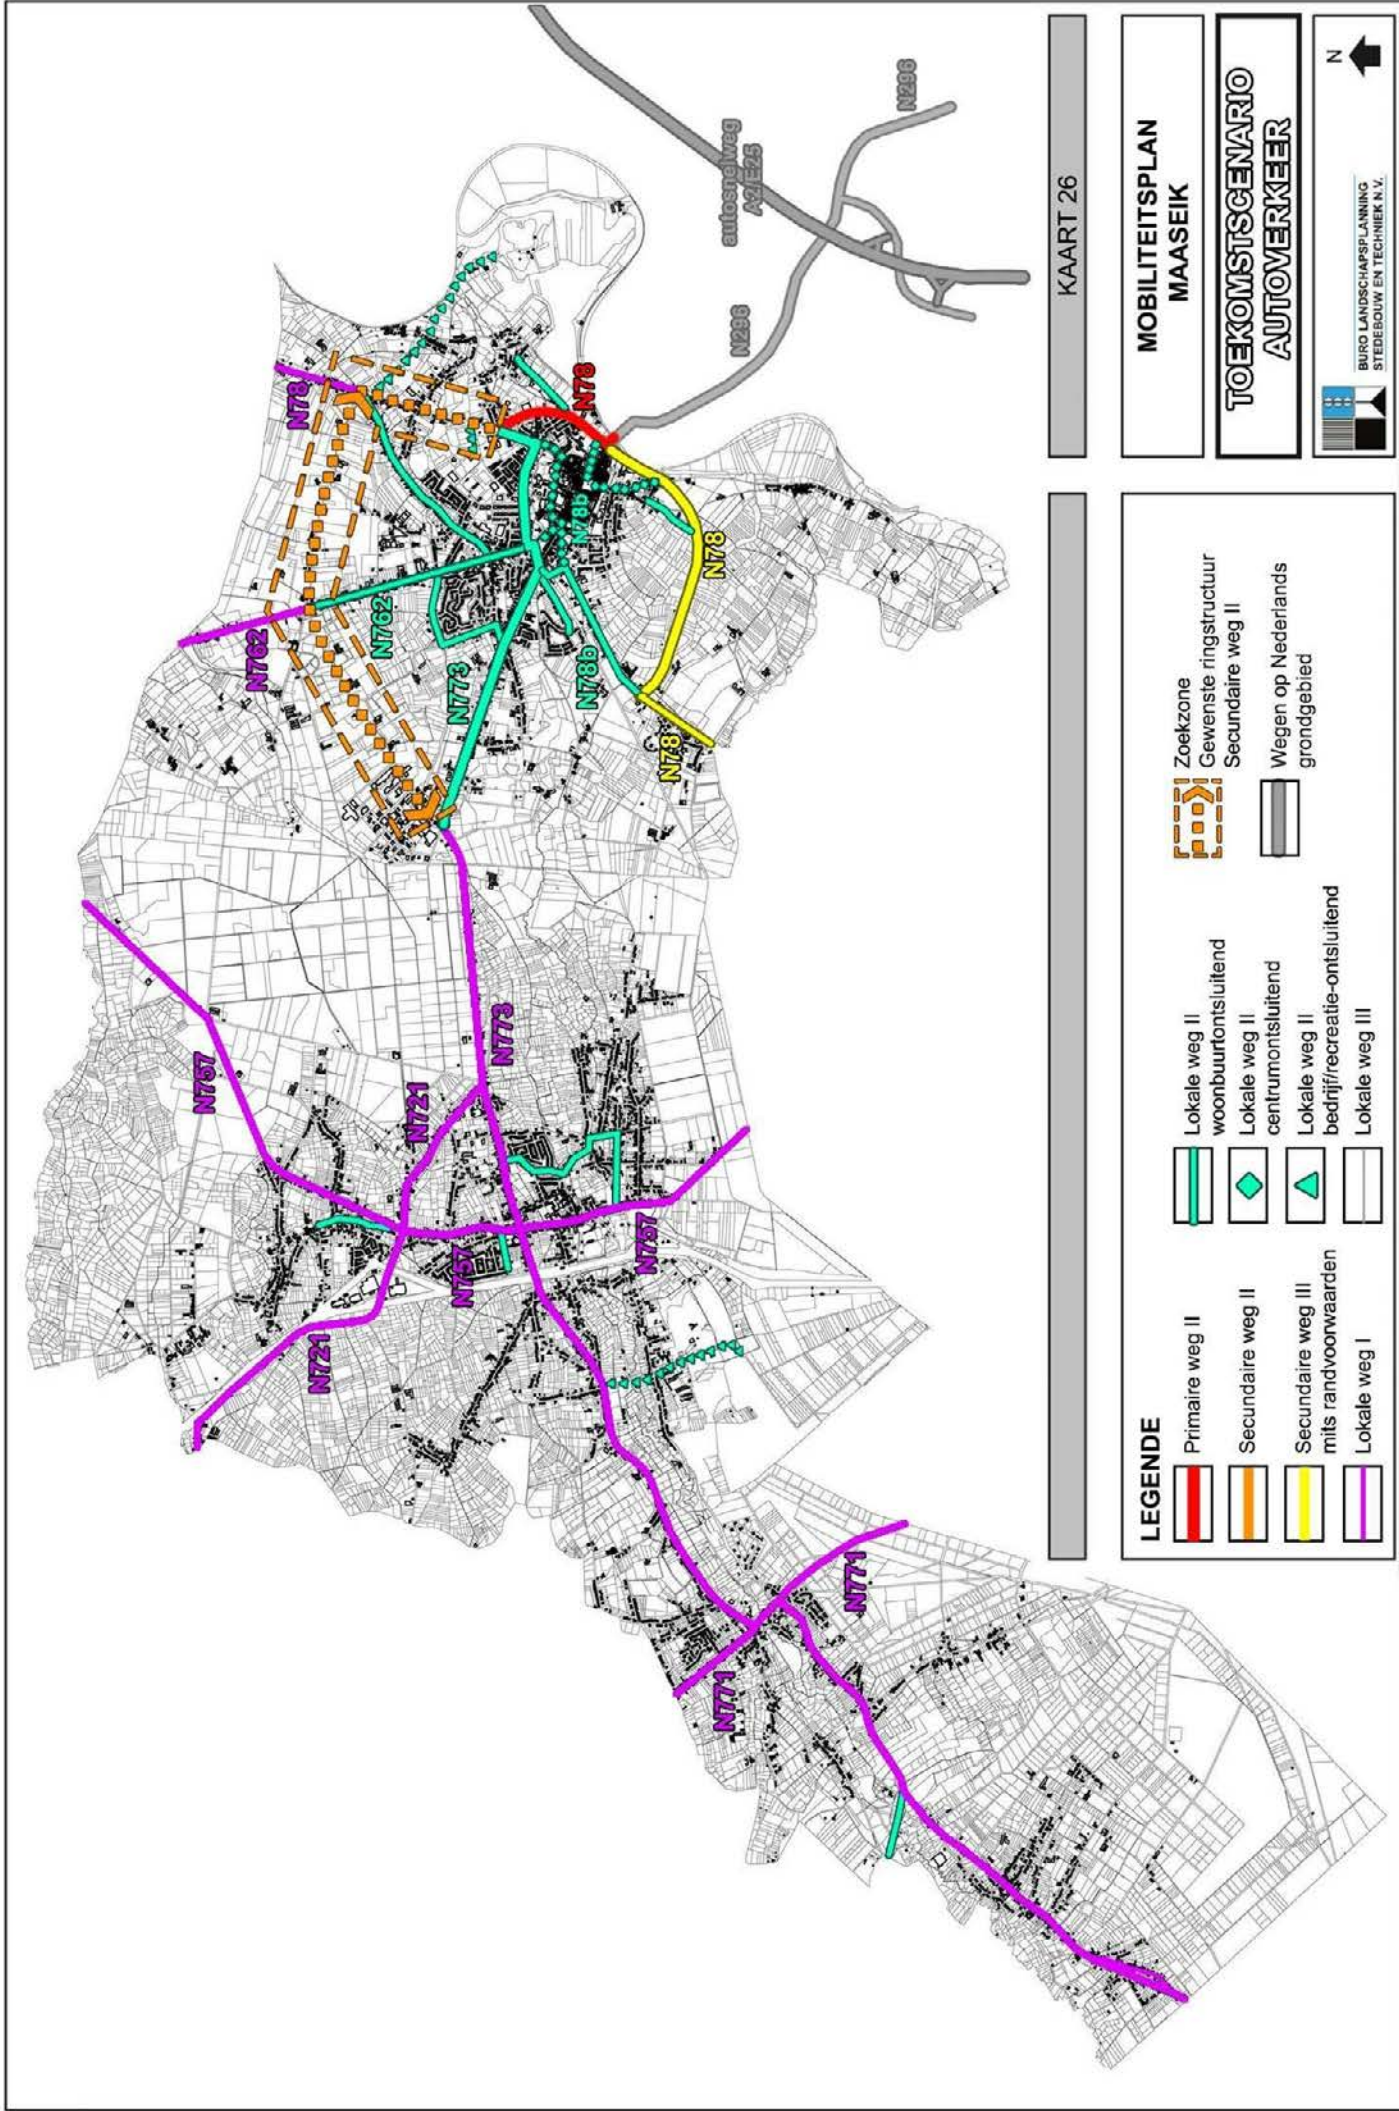 N721
N757
N721
N757
N757
N773
N771
N771
N762
N762
N773
N78
N78b
N78b
N78
N78
N78
N296
N296
autosnelweg
A2/E25
KAART 26
MOBILITEITSPLAN
MAASEIK
TOEKOMSTSCENARIO
AUTOVERKEER
BURO LANDSCHAPSPLANNING
STEDEBOUW EN TECHNIEK N.V.
N
LEGENDE
Primaire weg II
Secundaire weg II
Secundaire weg III
mits randvoorwaarden
Lokale weg I
Lokale weg II
woonbuurtontsluitend
Lokale weg II
centrumontsluitend
Lokale weg II
bedrijf/recreatie-ontsluitend
Lokale weg III
Zoekzone
Gewenste ringstructuur
Secundaire weg II
Wegen op Nederlands
grondgebied